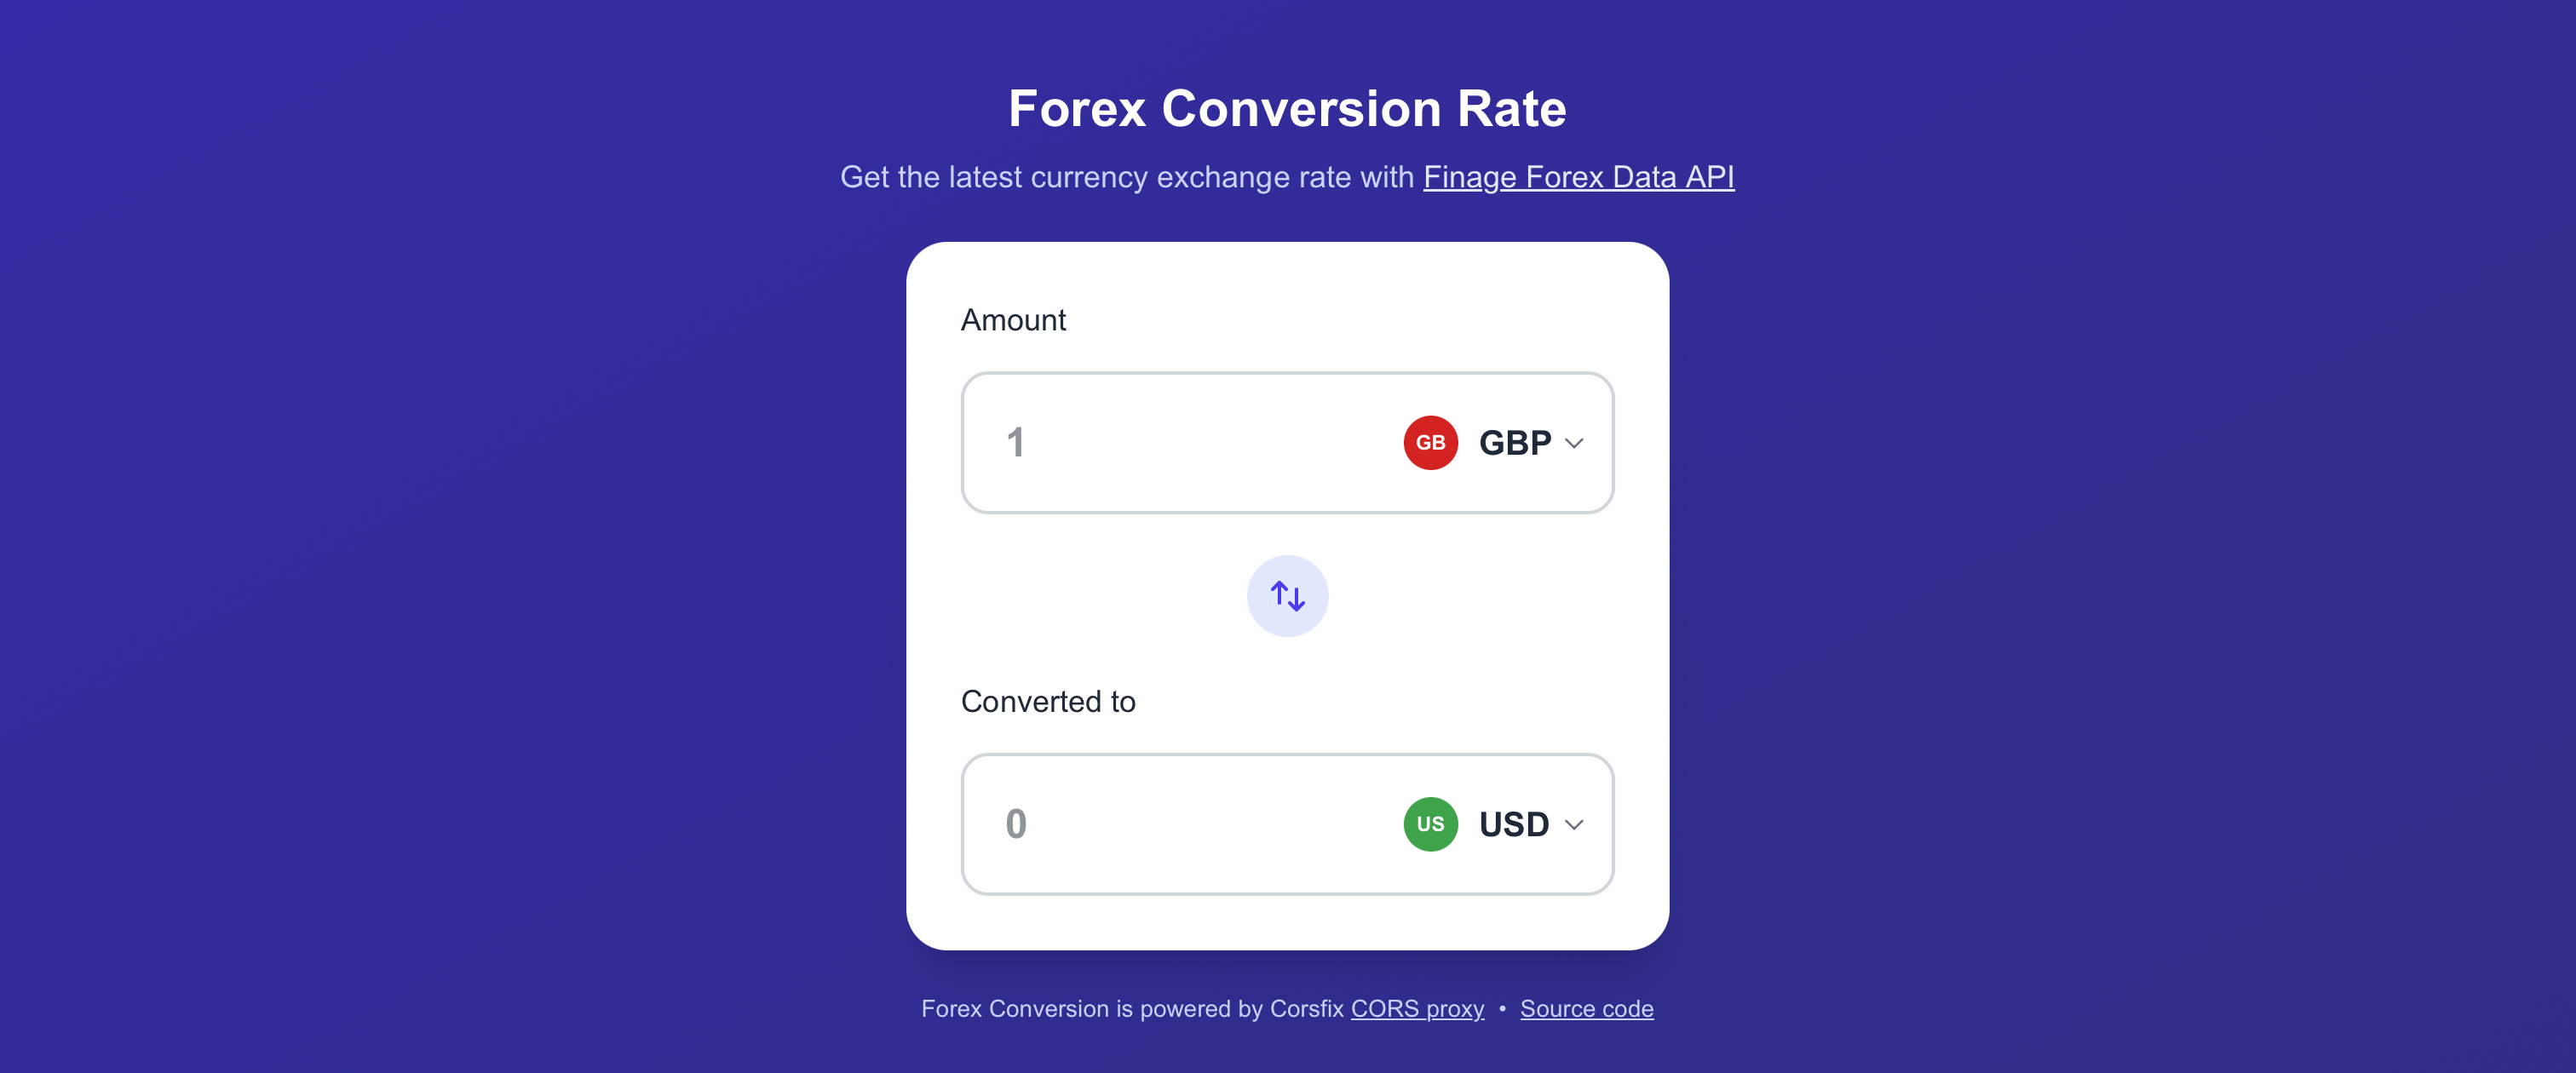 Forex Conversion Rate
Get the latest currency exchange rate with Finage Forex Data API
Amount
1 GB GBP
Converted to
0 US USD
Forex Conversion is powered by Corsfix CORS proxy • Source code